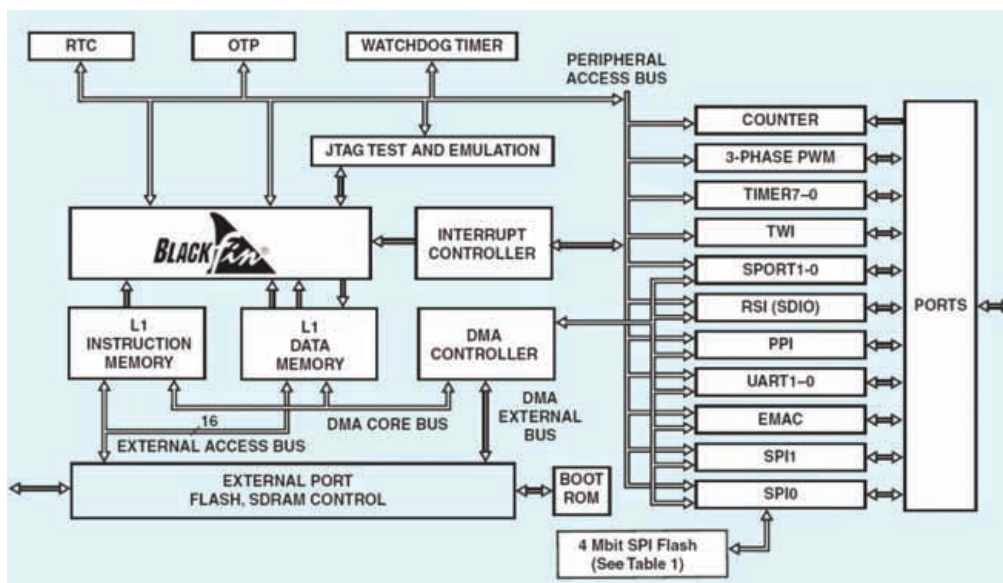 RTC
OTP
WATCHDOG TIMER
PERIPHERAL
ACCESS BUS
COUNTER
JTAG TEST AND EMULATION
3-PHASE PWM
TIMER7–0
BLACKfin®
INTERRUPT
CONTROLLER
TWI
SPORT1-0
RSI (SDIO)
PORTS
L1
INSTRUCTION
MEMORY
L1
DATA
MEMORY
DMA
CONTROLLER
PPI
UART1–0
EMAC
SPI1
SPI0
16
EXTERNAL ACCESS BUS
DMA CORE BUS
DMA
EXTERNAL
BUS
EXTERNAL PORT
FLASH, SDRAM CONTROL
BOOT
ROM
4 Mbit SPI Flash
(See Table 1)